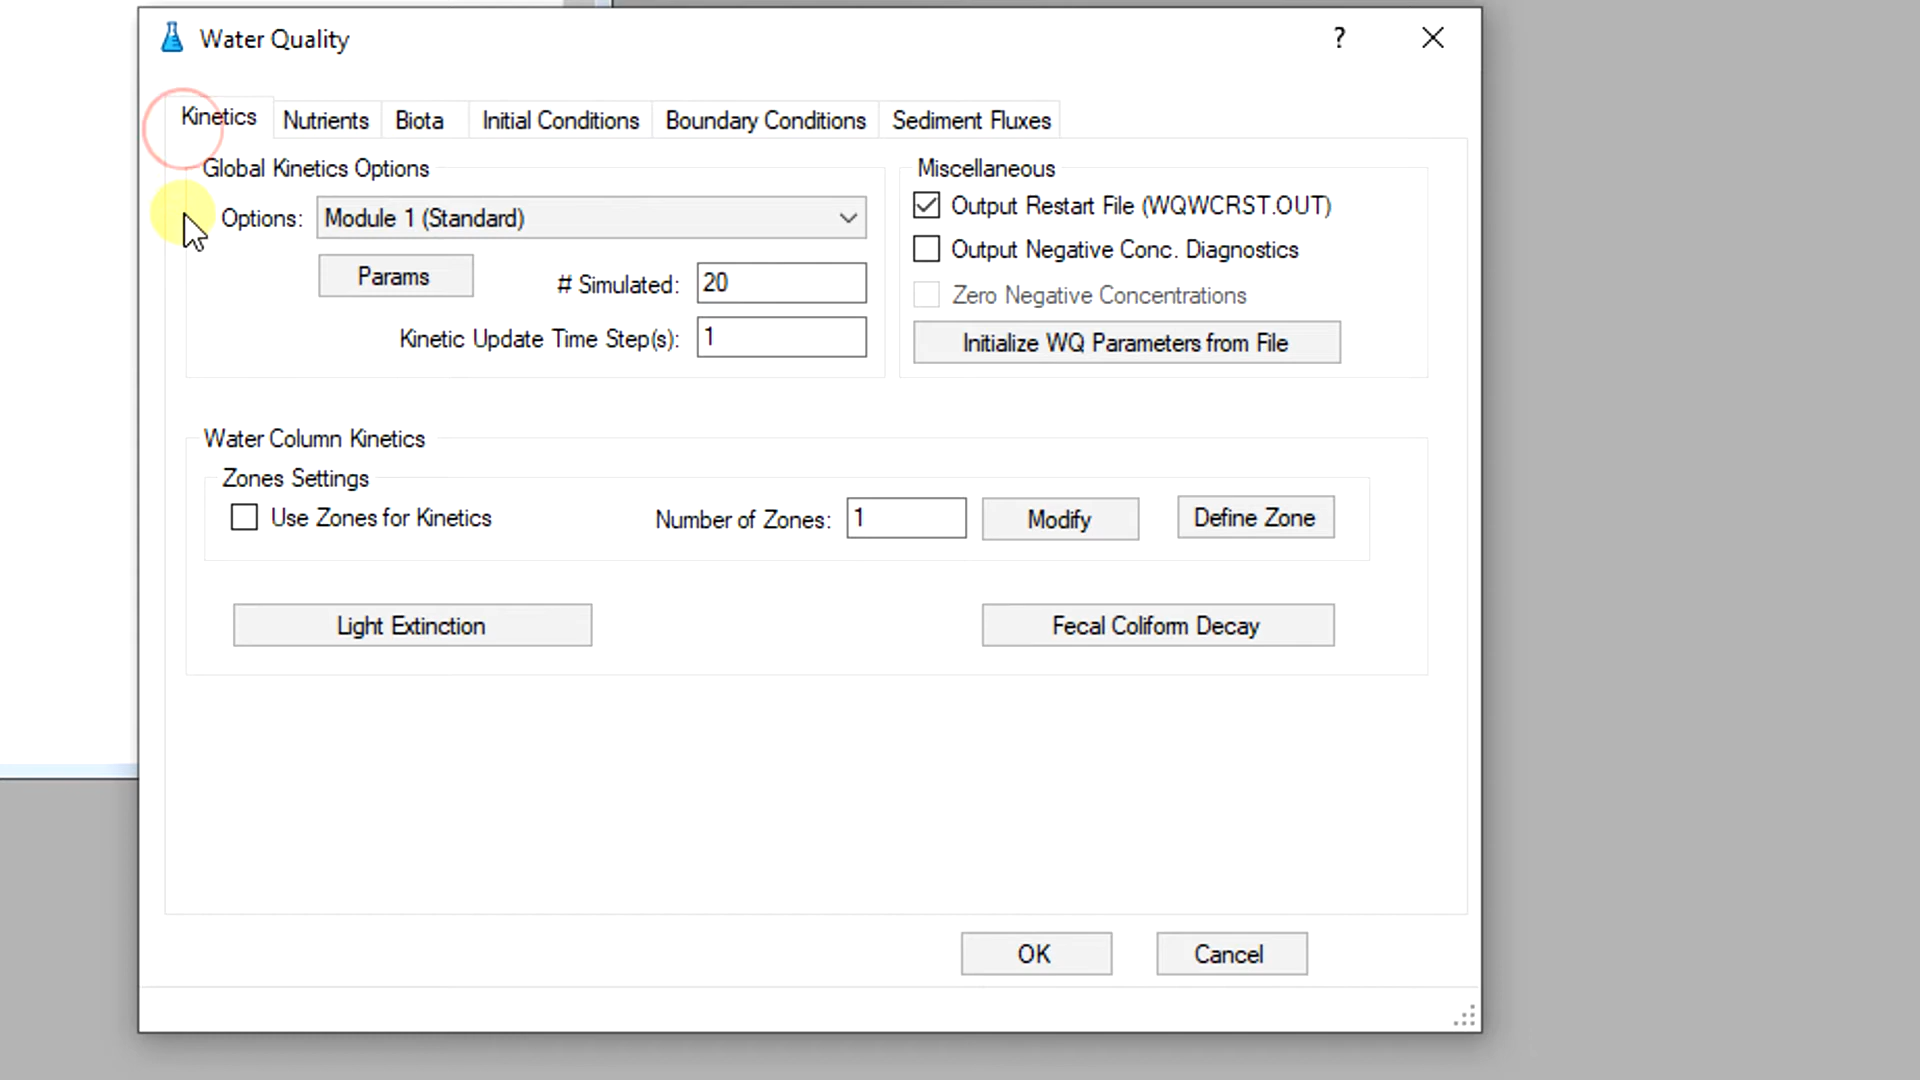 Water Quality
?
Kinetics Nutrients Biota Initial Conditions Boundary Conditions Sediment Fluxes
Global Kinetics Options
Options: Module 1 (Standard)
Params
# Simulated: 20
Kinetic Update Time Step(s): 1
Miscellaneous
Output Restart File (WQWCRST.OUT)
Output Negative Conc. Diagnostics
Zero Negative Concentrations
Initialize WQ Parameters from File
Water Column Kinetics
Zones Settings
Use Zones for Kinetics Number of Zones: 1 Modify Define Zone
Light Extinction Fecal Coliform Decay
OK Cancel